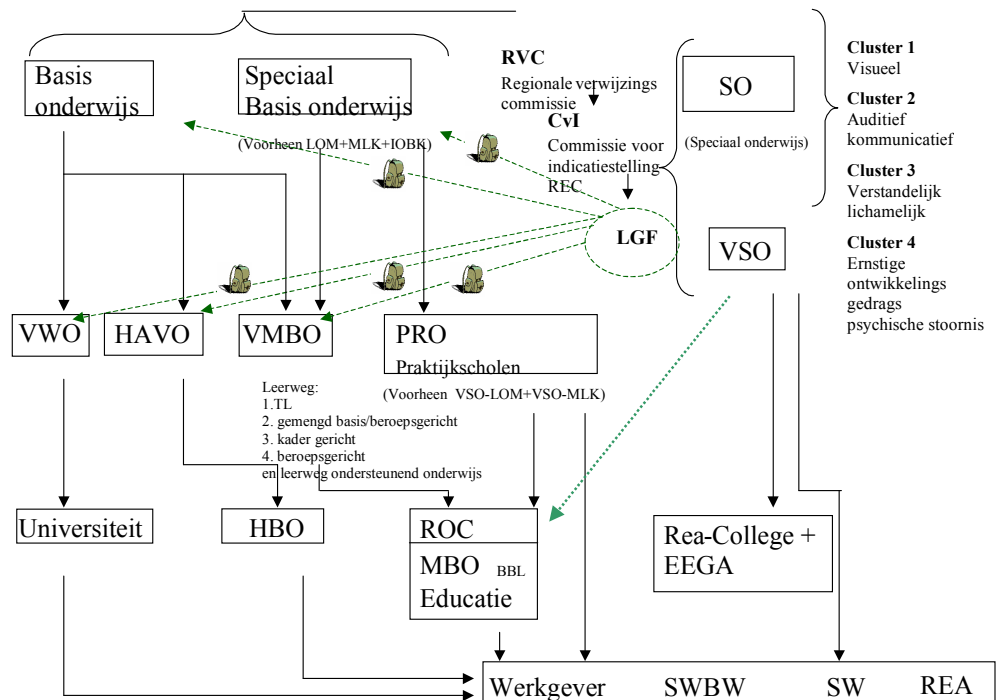 Basis
onderwijs
Speciaal
Basis onderwijs
(Voorheen LOM+MLK+IOBK)
RVC
Regionale verwijzings
commissie
CvI
Commissie voor
indicatiestelling
REC
LGF
SO
(Speciaal onderwijs)
VSO
Cluster 1
Visueel
Cluster 2
Auditief
kommunicatief
Cluster 3
Verstandelijk
lichamelijk
Cluster 4
Ernstige
ontwikkelings
gedrags
psychische stoornis
VWO
HAVO
VMBO
PRO
Praktijkscholen
(Voorheen VSO-LOM+VSO-MLK)
Leerweg:
1.TL
2. gemengd basis/beroepsgericht
3. kader gericht
4. beroepsgericht
en leerweg ondersteunend onderwijs
Universiteit
HBO
ROC
MBO BBL
Educatie
Rea-College +
EEGA
Werkgever SWBW SW REA